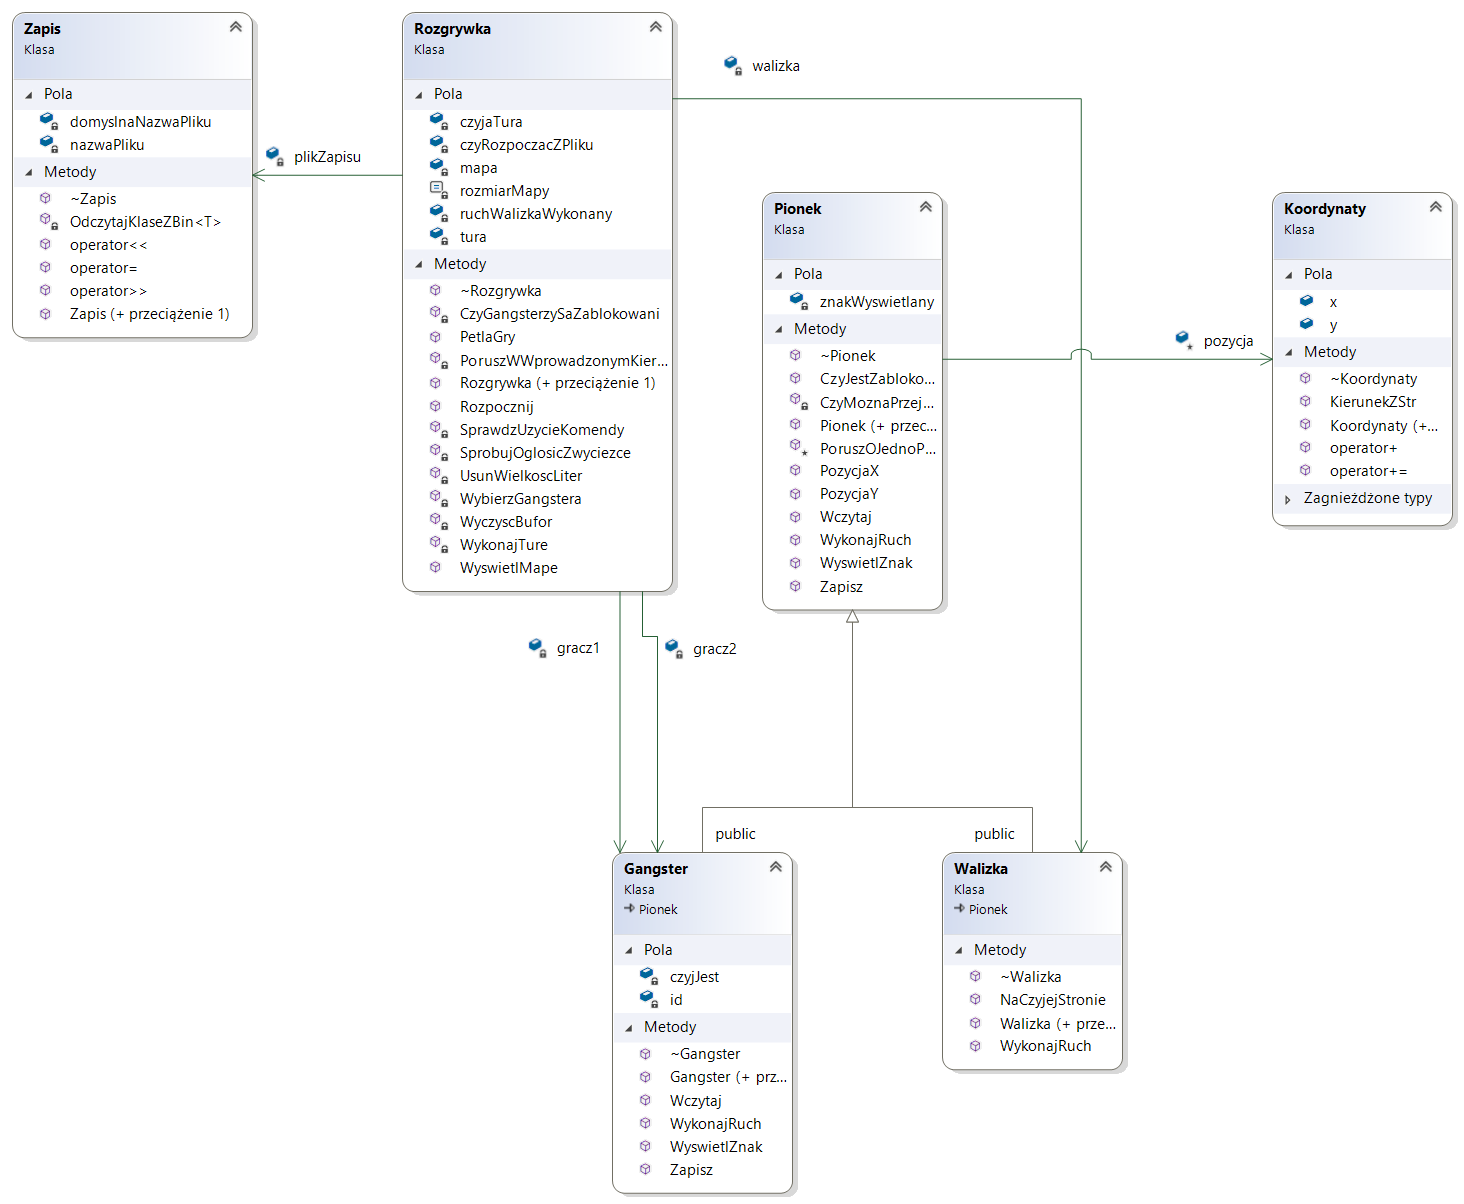 Zapis
Klasa
Pola
domyslnaNazwaPliku
nazwaPliku
Metody
~Zapis
OdczytajKlaseZBin<T>
operator<<
operator=
operator>>
Zapis (+ przeciążenie 1)
plikZapisu
Rozgrywka
Klasa
Pola
czyjaTura
czyRozpoczacZPliku
mapa
rozmiarMapy
ruchWalizkaWykonany
tura
Metody
~Rozgrywka
CzyGangsterzySaZablokowani
PetlaGry
PoruszWWprowadzonymKier...
Rozgrywka (+ przeciążenie 1)
Rozpocznij
SprawdzUzycieKomendy
SprobujOglosicZwyciezce
UsunWielkoscLiter
WybierzGangstera
WyczyscBufor
WykonajTure
WyswietlMape
walizka
Pionek
Klasa
Pola
znakWyswietlany
Metody
~Pionek
CzyJestZabloko...
CzyMoznaPrzej...
Pionek (+ przec...
PoruszOJednoP...
PozycjaX
PozycjaY
Wczytaj
WykonajRuch
WyswietlZnak
Zapisz
pozycja
Koordynaty
Klasa
Pola
x
y
Metody
~Koordynaty
KierunekZStr
Koordynaty (+...
operator+
operator+=
Zagnieżdżone typy
gracz1
gracz2
public
public
Gangster
Klasa
Pionek
Pola
czyjJest
id
Metody
~Gangster
Gangster (+ prz...
Wczytaj
WykonajRuch
WyswietlZnak
Zapisz
Walizka
Klasa
Pionek
Metody
~Walizka
NaCzyjejStronie
Walizka (+ prze...
WykonajRuch